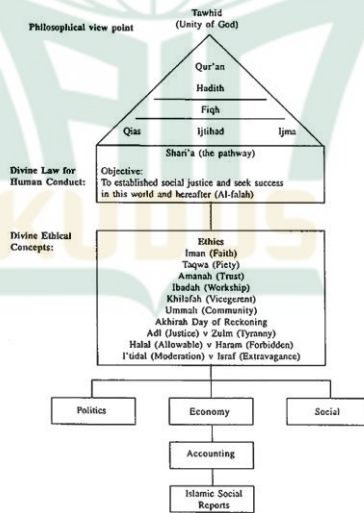 Tawhid
(Unity of God)
Philosophical view point
Qur'an
Hadith
Fiqh
Qias Ijtihad Ijma
Shari'a (the pathway)
Divine Law for
Human Conduct:
Objective:
To established social justice and seek success
in this world and hereafter (Al-falah)
Divine Ethical
Concepts:
Ethics
Iman (Faith)
Taqwa (Piety)
Amanah (Trust)
Ibadah (Workship)
Khilafah (Vicegerent)
Ummah (Community)
Akhirah Day of Reckoning
Adl (Justice) v Zulm (Tyranny)
Halal (Allowable) v Haram (Forbidden)
I'tidal (Moderation) v Israf (Extravagance)
Politics Economy Social
Accounting
Islamic Social
Reports
KUDUS